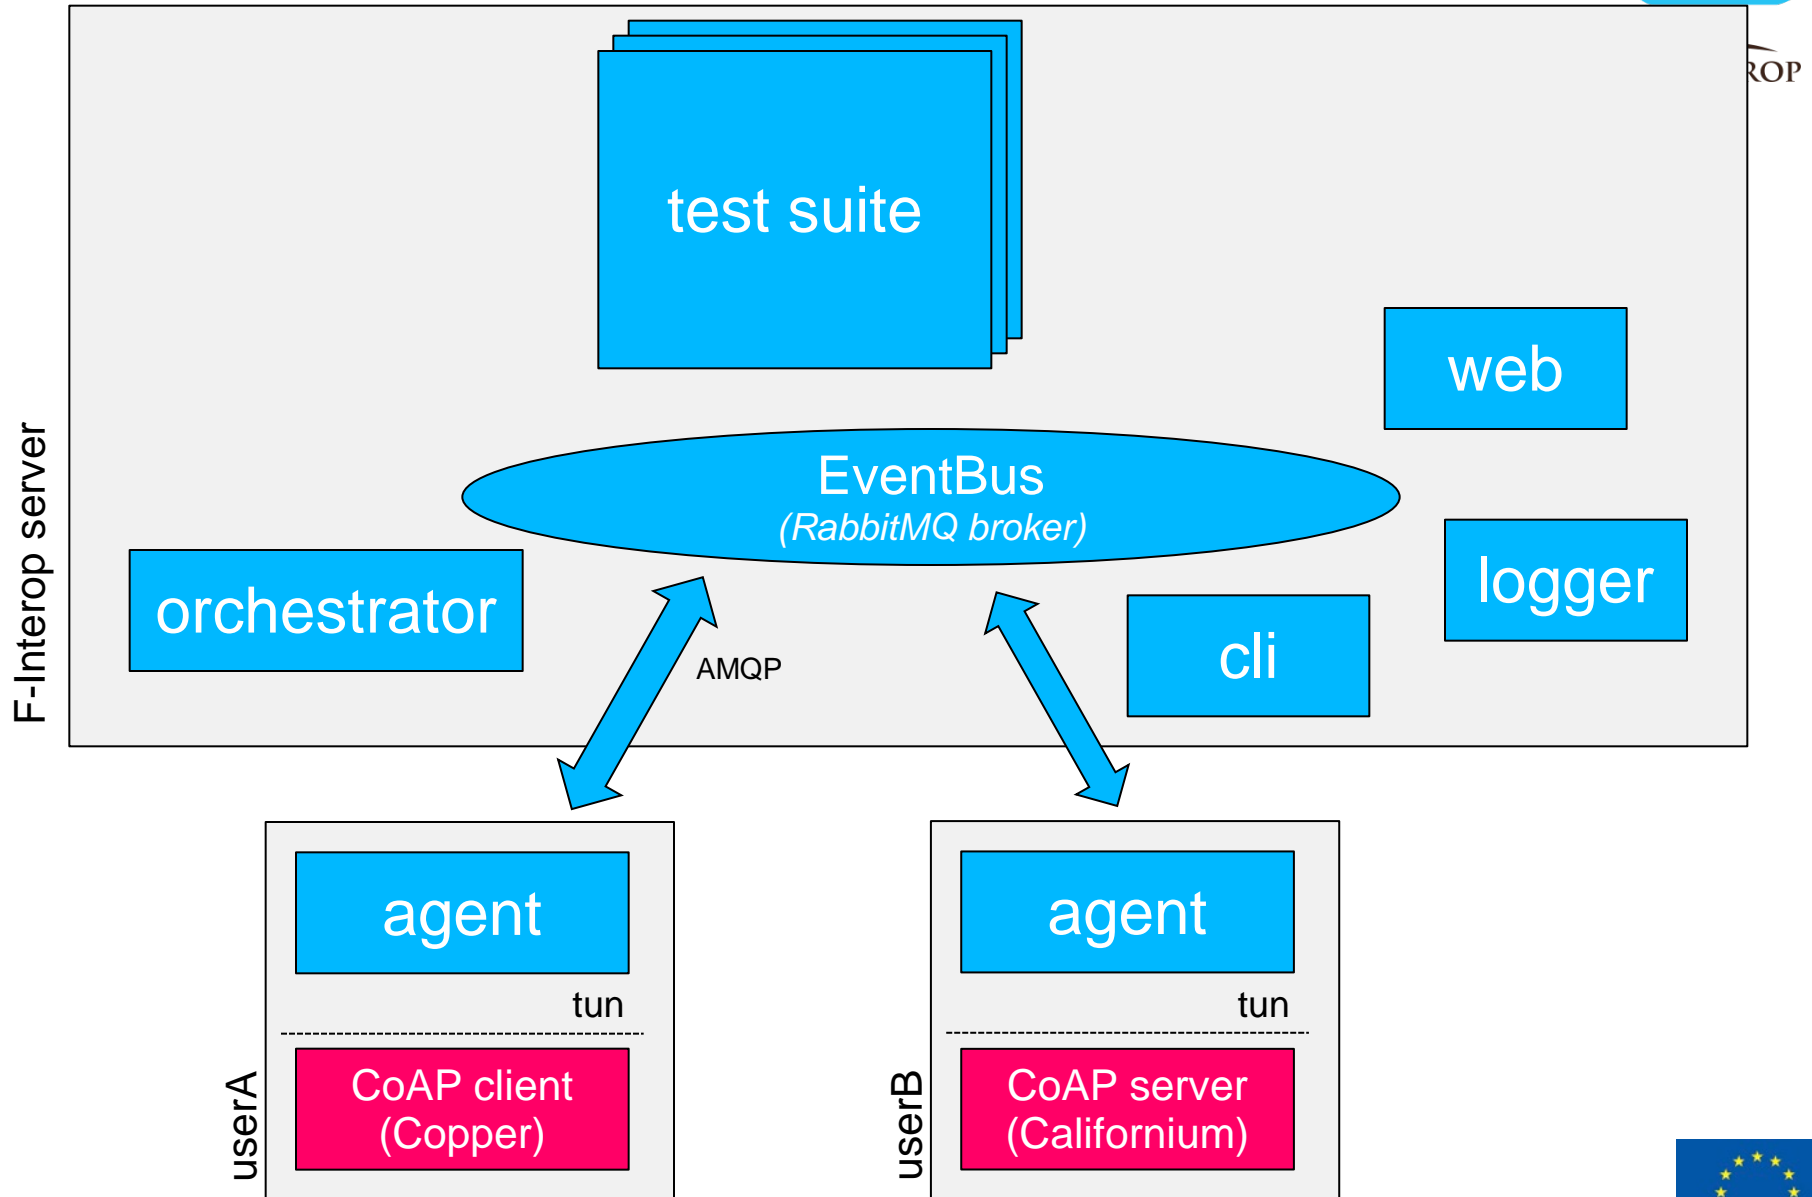 ROP
test suite
web
F-Interop server
EventBus
(RabbitMQ broker)
logger
orchestrator
cli
AMQP
agent
agent
tun
tun
userA
CoAP client
(Copper)
userB
CoAP server
(Californium)